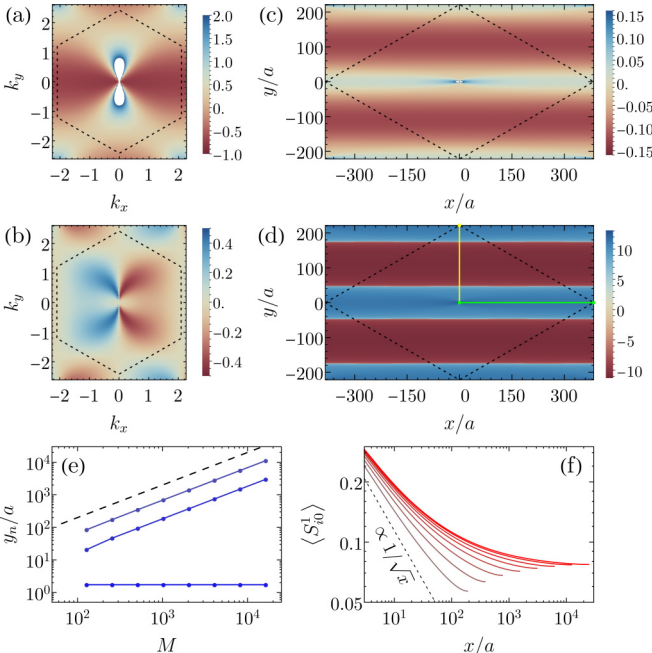 (a)
2
1
0
−1
−2
k_y
−2 −1 0 1 2
k_x
2.0
1.5
1.0
0.5
0.
−0.5
−1.0
(c)
200
100
0
−100
−200
y/a
−300 −150 0 150 300
x/a
0.15
0.10
0.05
0.
−0.05
−0.10
−0.15
(b)
2
1
0
−1
−2
k_y
−2 −1 0 1 2
k_x
0.4
0.2
0.
−0.2
−0.4
(d)
200
100
0
−100
−200
y/a
−300 −150 0 150 300
x/a
10
5
0
−5
−10
(e)
10^4
10^3
10^2
10^1
10^0
y_n/a
10^2 10^3 10^4
M
(f)
0.2
0.1
0.05
⟨S^1_{i0}⟩
∝ 1/√x
10^1 10^2 10^3 10^4
x/a